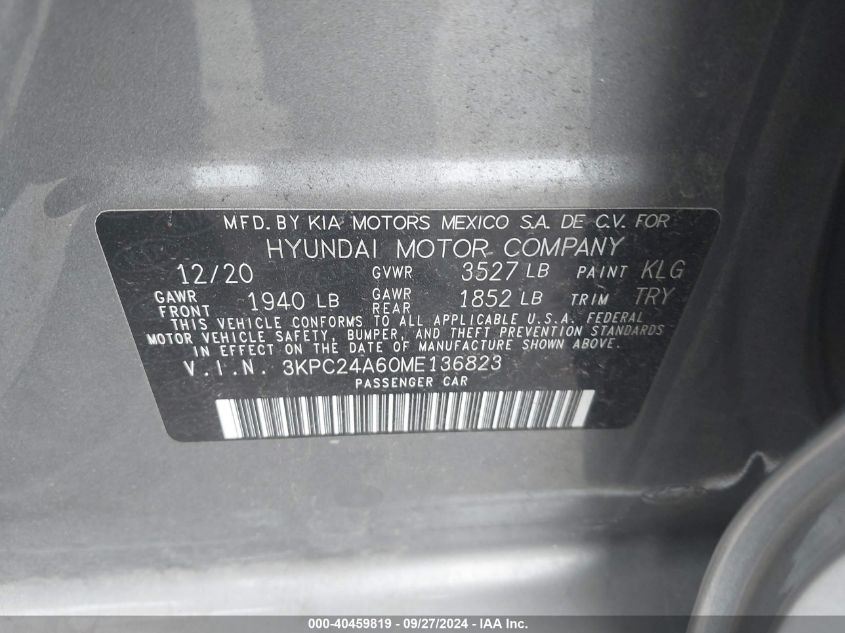 MFD. BY KIA MOTORS MEXICO S.A. DE C.V. FOR
HYUNDAI MOTOR COMPANY
12/20 GVWR 3527 LB PAINT KLG
GAWR FRONT 1940 LB GAWR REAR 1852 LB TRIM TRY
THIS VEHICLE CONFORMS TO ALL APPLICABLE U.S.A. FEDERAL
MOTOR VEHICLE SAFETY, BUMPER, AND THEFT PREVENTION STANDARDS
IN EFFECT ON THE DATE OF MANUFACTURE SHOWN ABOVE.
V.I.N. 3KPC24A60ME136823
PASSENGER CAR
000-40459819 - 09/27/2024 - IAA Inc.